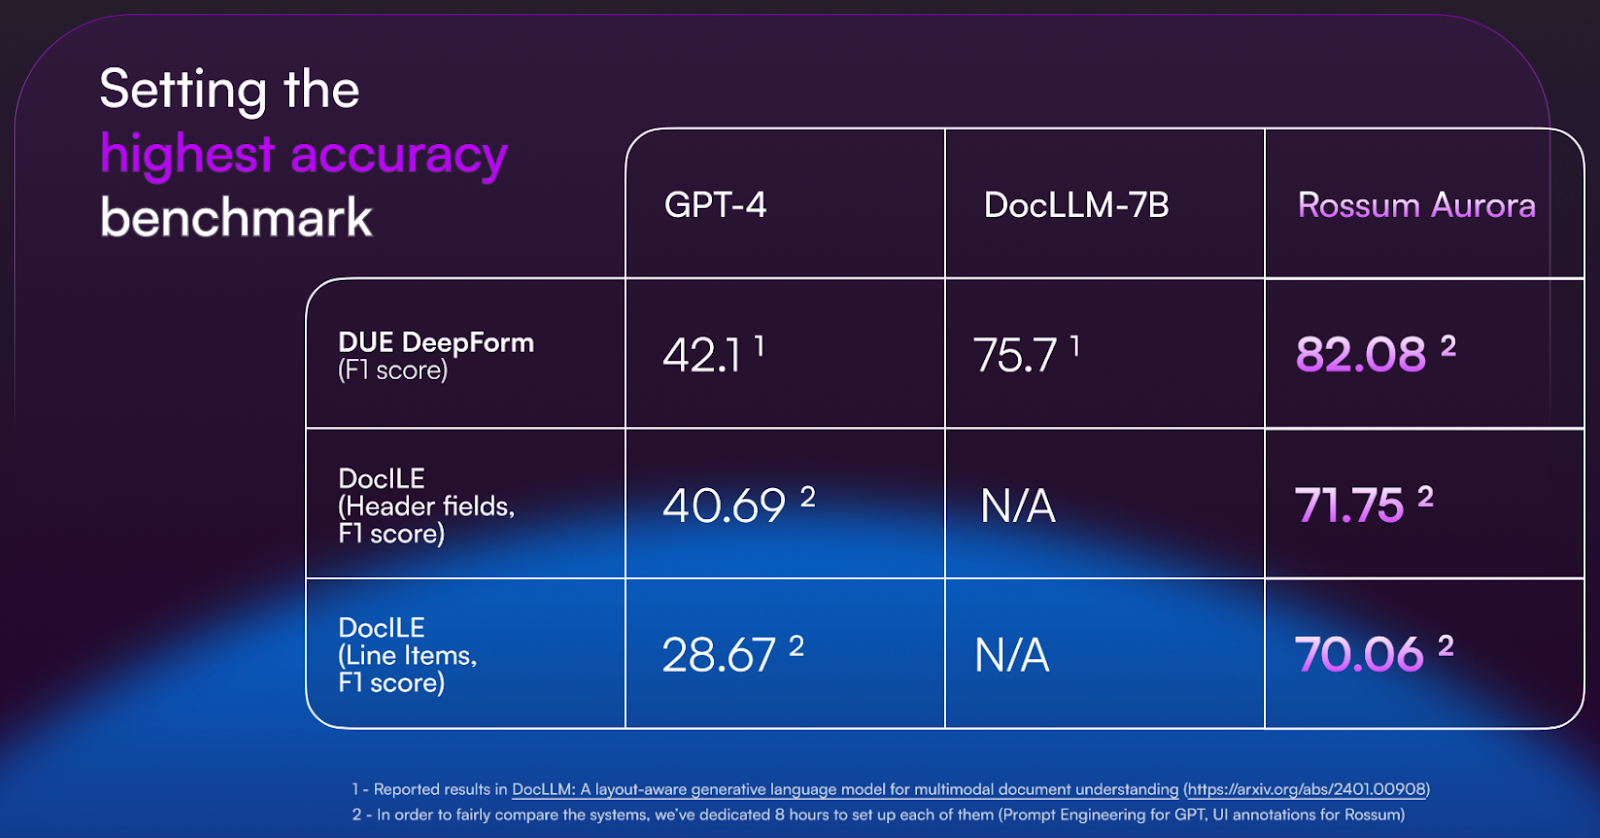 Setting the
highest accuracy
benchmark
GPT-4 DocLLM-7B Rossum Aurora
DUE DeepForm
(F1 score)
42.1 1 75.7 1 82.08 2
DocILE
(Header fields,
F1 score)
40.69 2 N/A 71.75 2
DocILE
(Line Items,
F1 score)
28.67 2 N/A 70.06 2
1 - Reported results in DocLLM: A layout-aware generative language model for multimodal document understanding (https://arxiv.org/abs/2401.00908)
2 - In order to fairly compare the systems, we've dedicated 8 hours to set up each of them (Prompt Engineering for GPT, UI annotations for Rossum)